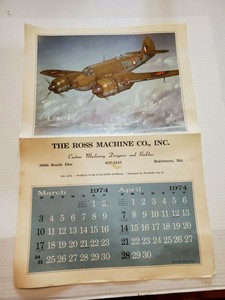 THE ROSS MACHINE CO., INC.
Custom Machinery Designers and Builders
Baltimore, Md.
March 1974 April 1974
1 2 1 2 3 4 5 6
3 4 5 6 7 8 9 7 8 9 10 11 12 13
10 11 12 13 14 15 16 14 15 16 17 18 19 20
17 18 19 20 21 22 23 21 22 23 24 25 26 27
24 31 25 26 27 28 29 30 28 29 30